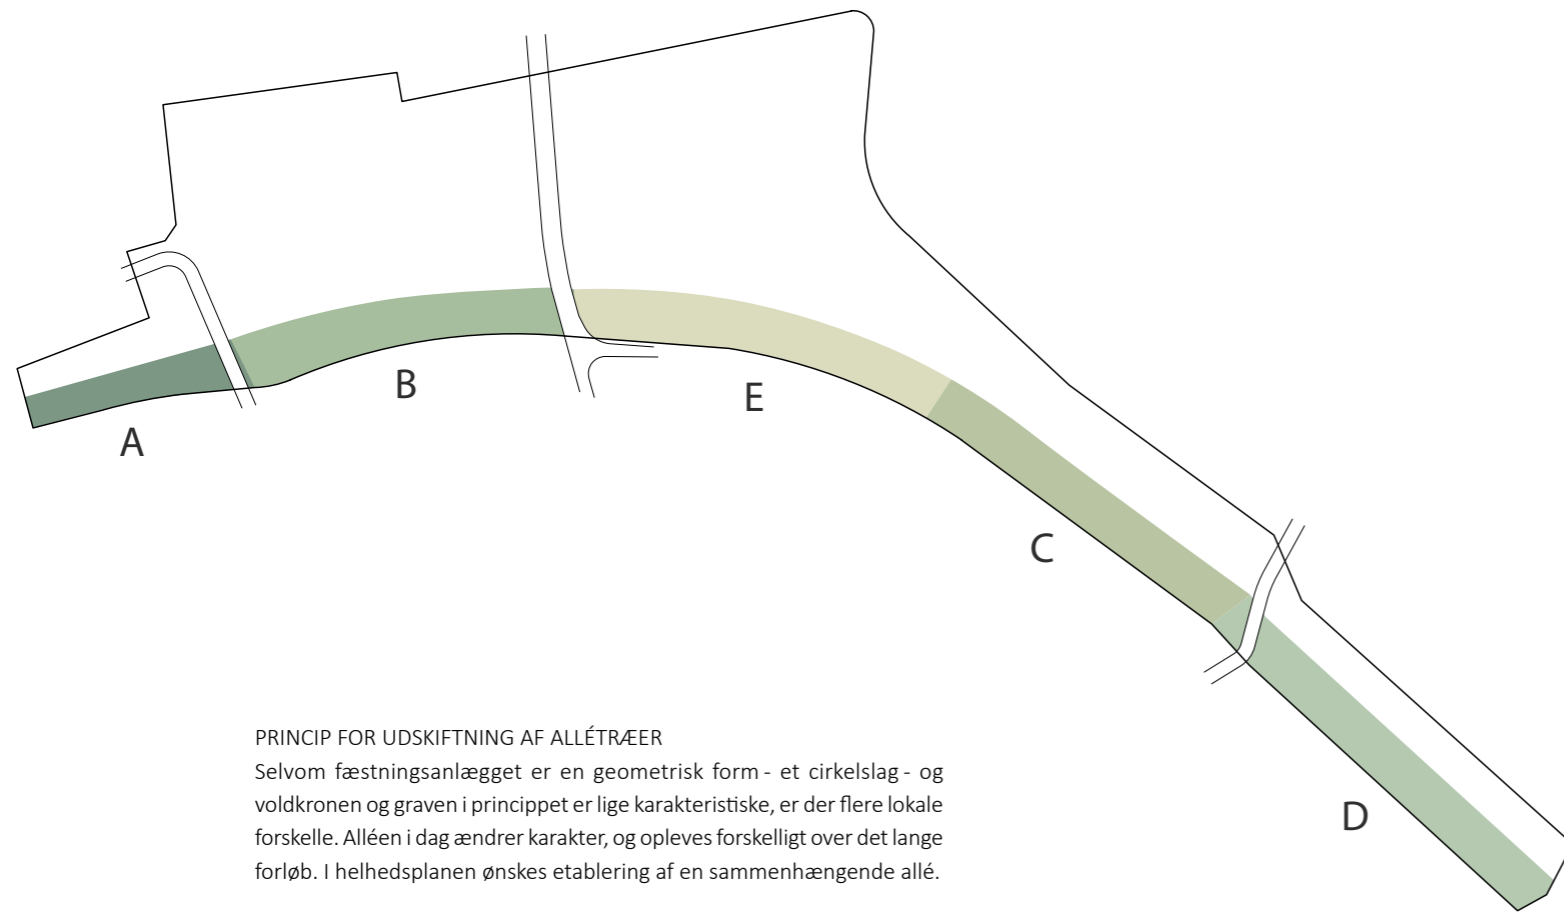 A
B
E
C
D
PRINCIP FOR UDSKIFTNING AF ALLÉTRÆER
Selvom fæstningsanlægget er en geometrisk form - et cirkelslag - og
voldkronen og graven i princippet er lige karakteristiske, er der flere lokale
forskelle. Alléen i dag ændrer karakter, og opleves forskelligt over det lange
forløb. I helhedsplanen ønskes etablering af en sammenhængende allé.